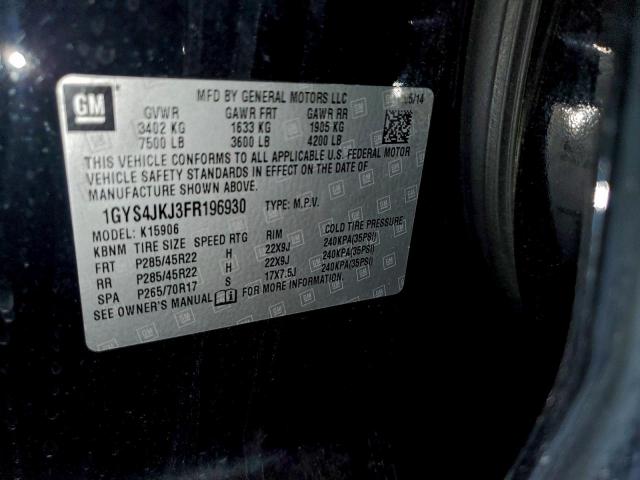 GM
MFD BY GENERAL MOTORS LLC 5/14
GVWR GAWR FRT GAWR RR
3402 KG 1633 KG 1905 KG
7500 LB 3600 LB 4200 LB
THIS VEHICLE CONFORMS TO ALL APPLICABLE U.S. FEDERAL MOTOR
VEHICLE SAFETY STANDARDS IN EFFECT ON THE DATE OF
MANUFACTURE SHOWN ABOVE.
1GYS4JKJ3FR196930 TYPE: M.P.V.
MODEL: K15906
KBNM TIRE SIZE SPEED RTG RIM COLD TIRE PRESSURE
FRT P285/45R22 H 22X9J 240KPA(35PSI)
RR P285/45R22 H 22X9J 240KPA(35PSI)
SPA P265/70R17 S 17X7.5J 240KPA(35PSI)
SEE OWNER'S MANUAL FOR MORE INFORMATION.